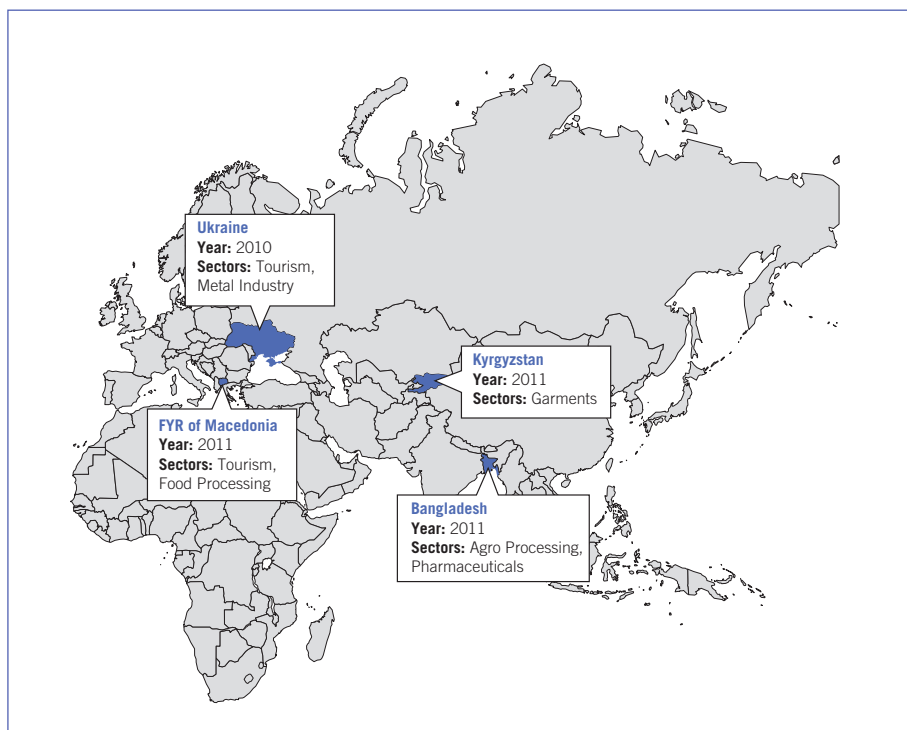 Ukraine
Year: 2010
Sectors: Tourism,
Metal Industry
Kyrgyzstan
Year: 2011
Sectors: Garments
FYR of Macedonia
Year: 2011
Sectors: Tourism,
Food Processing
Bangladesh
Year: 2011
Sectors: Agro Processing,
Pharmaceuticals